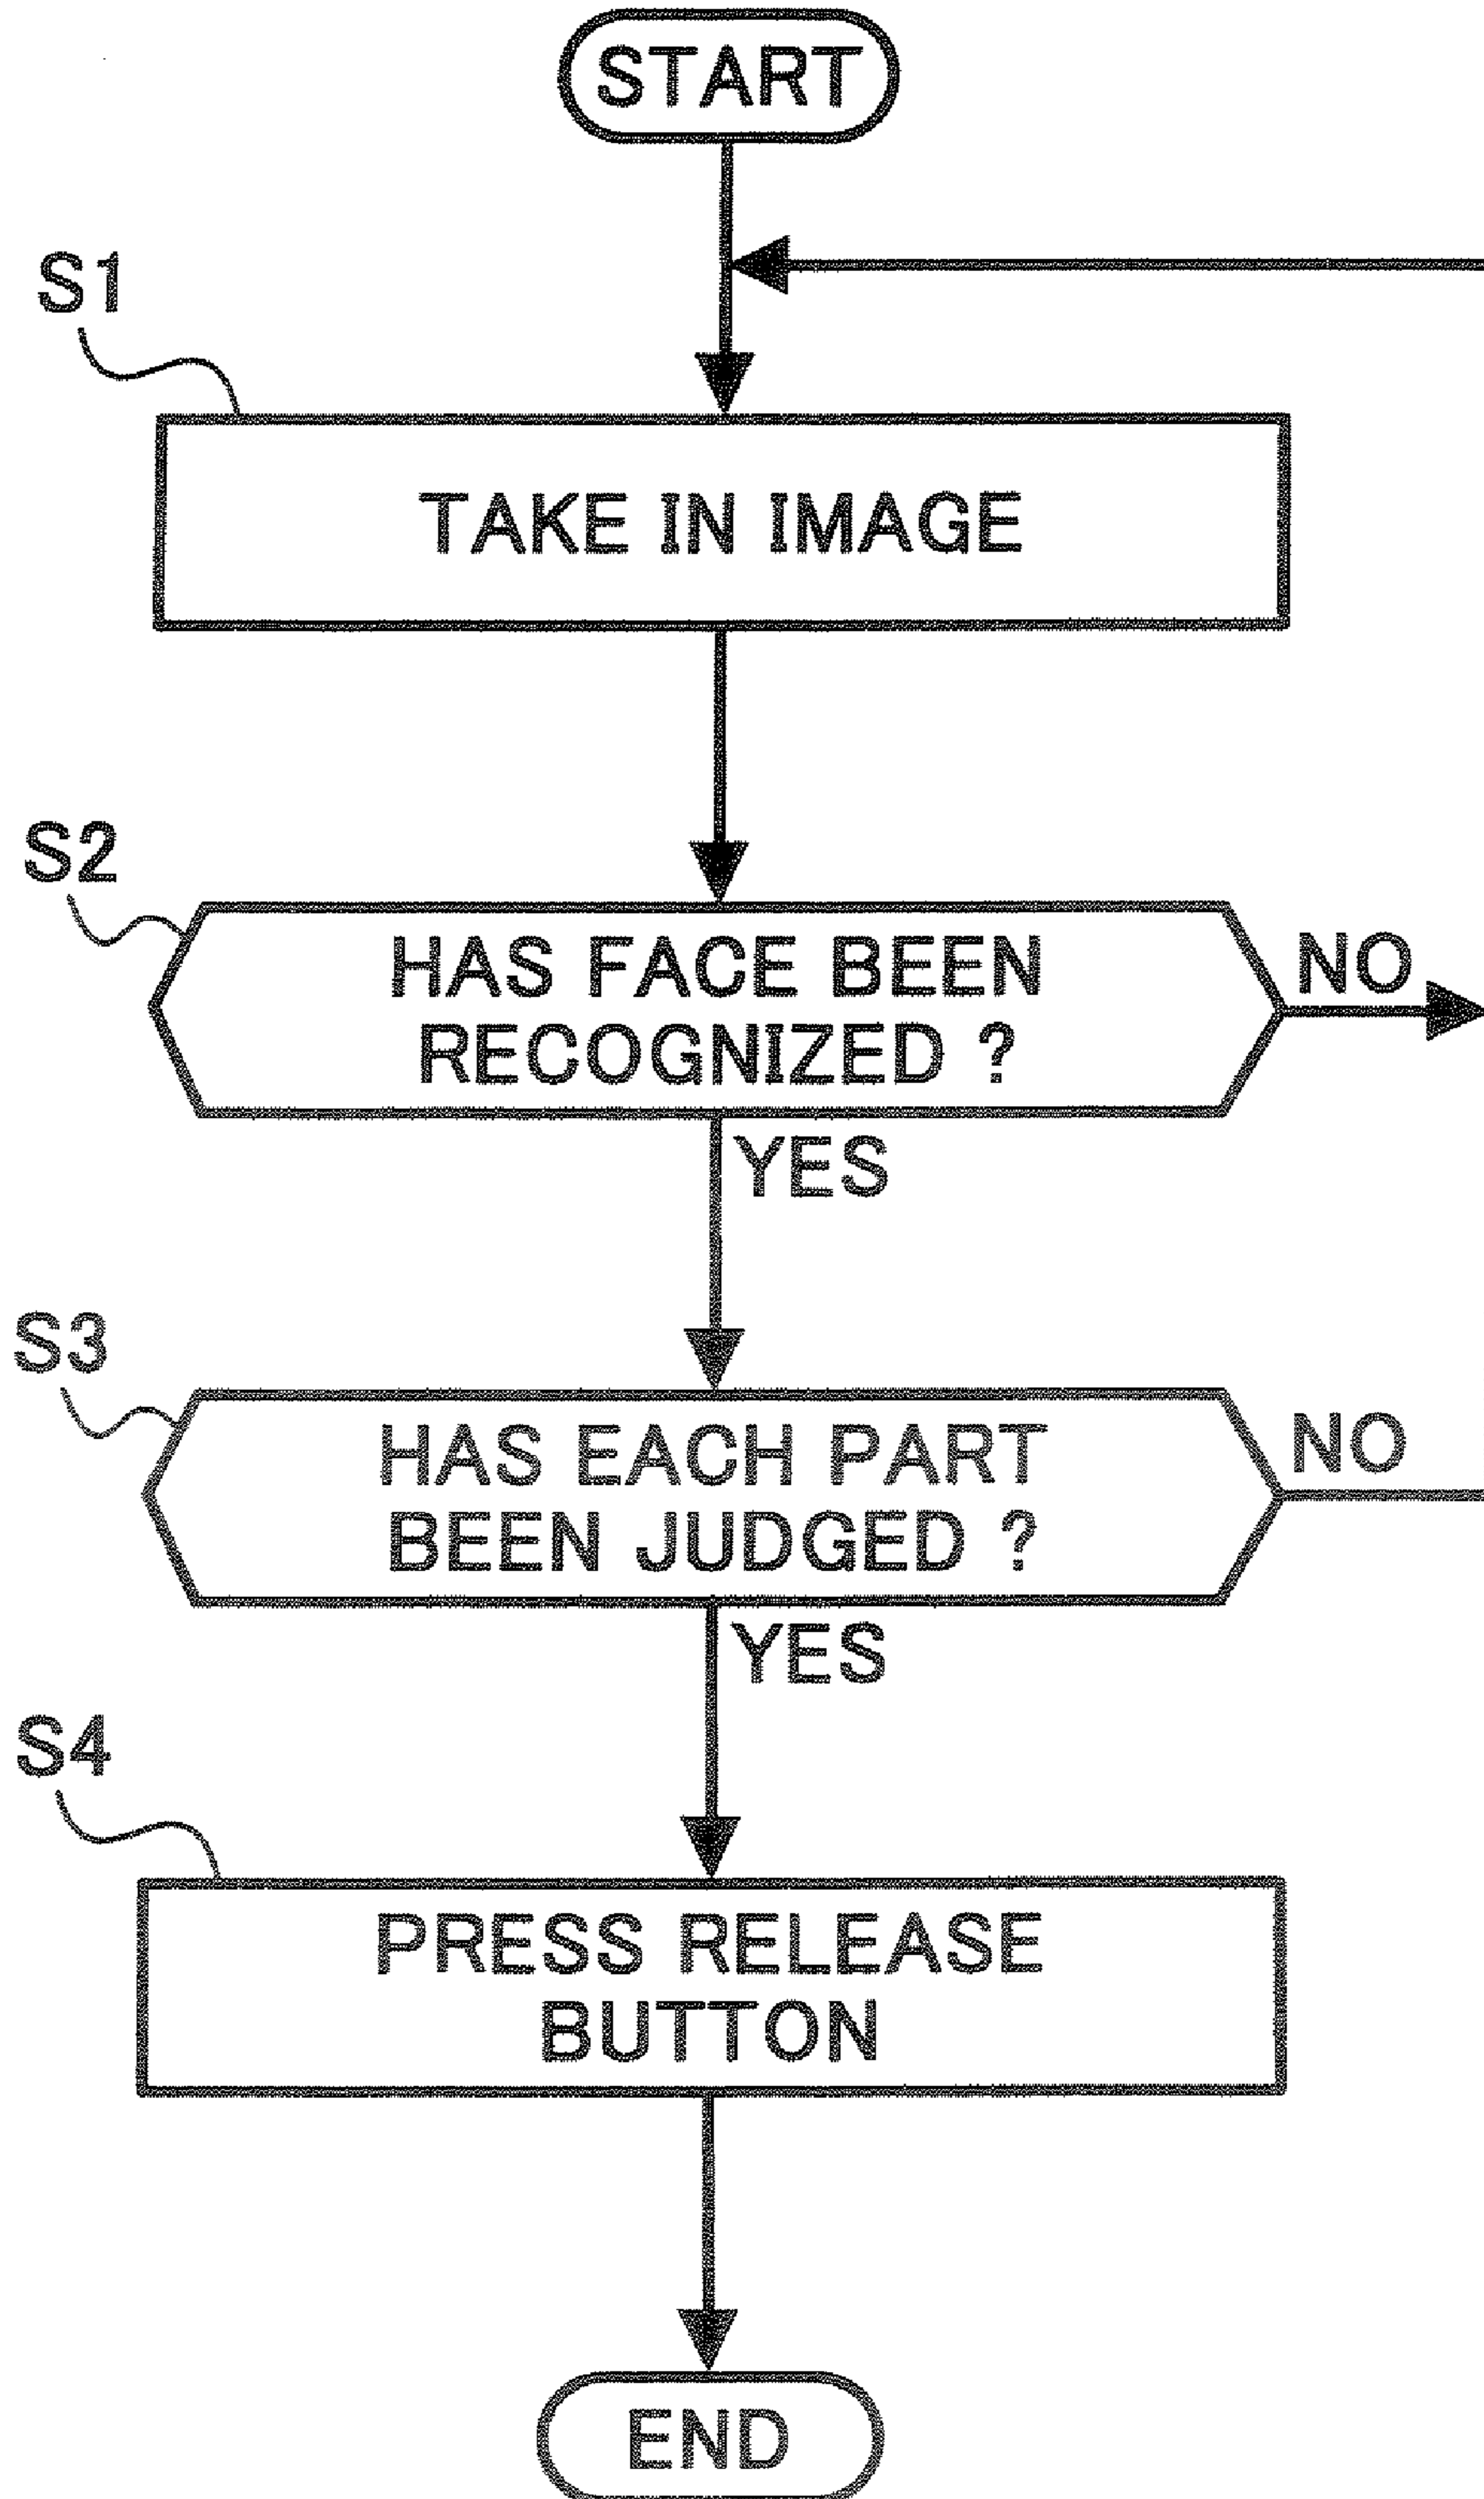 START
S1
TAKE IN IMAGE
S2
HAS FACE BEEN
RECOGNIZED ?
NO
YES
S3
HAS EACH PART
BEEN JUDGED ?
NO
YES
S4
PRESS RELEASE
BUTTON
END